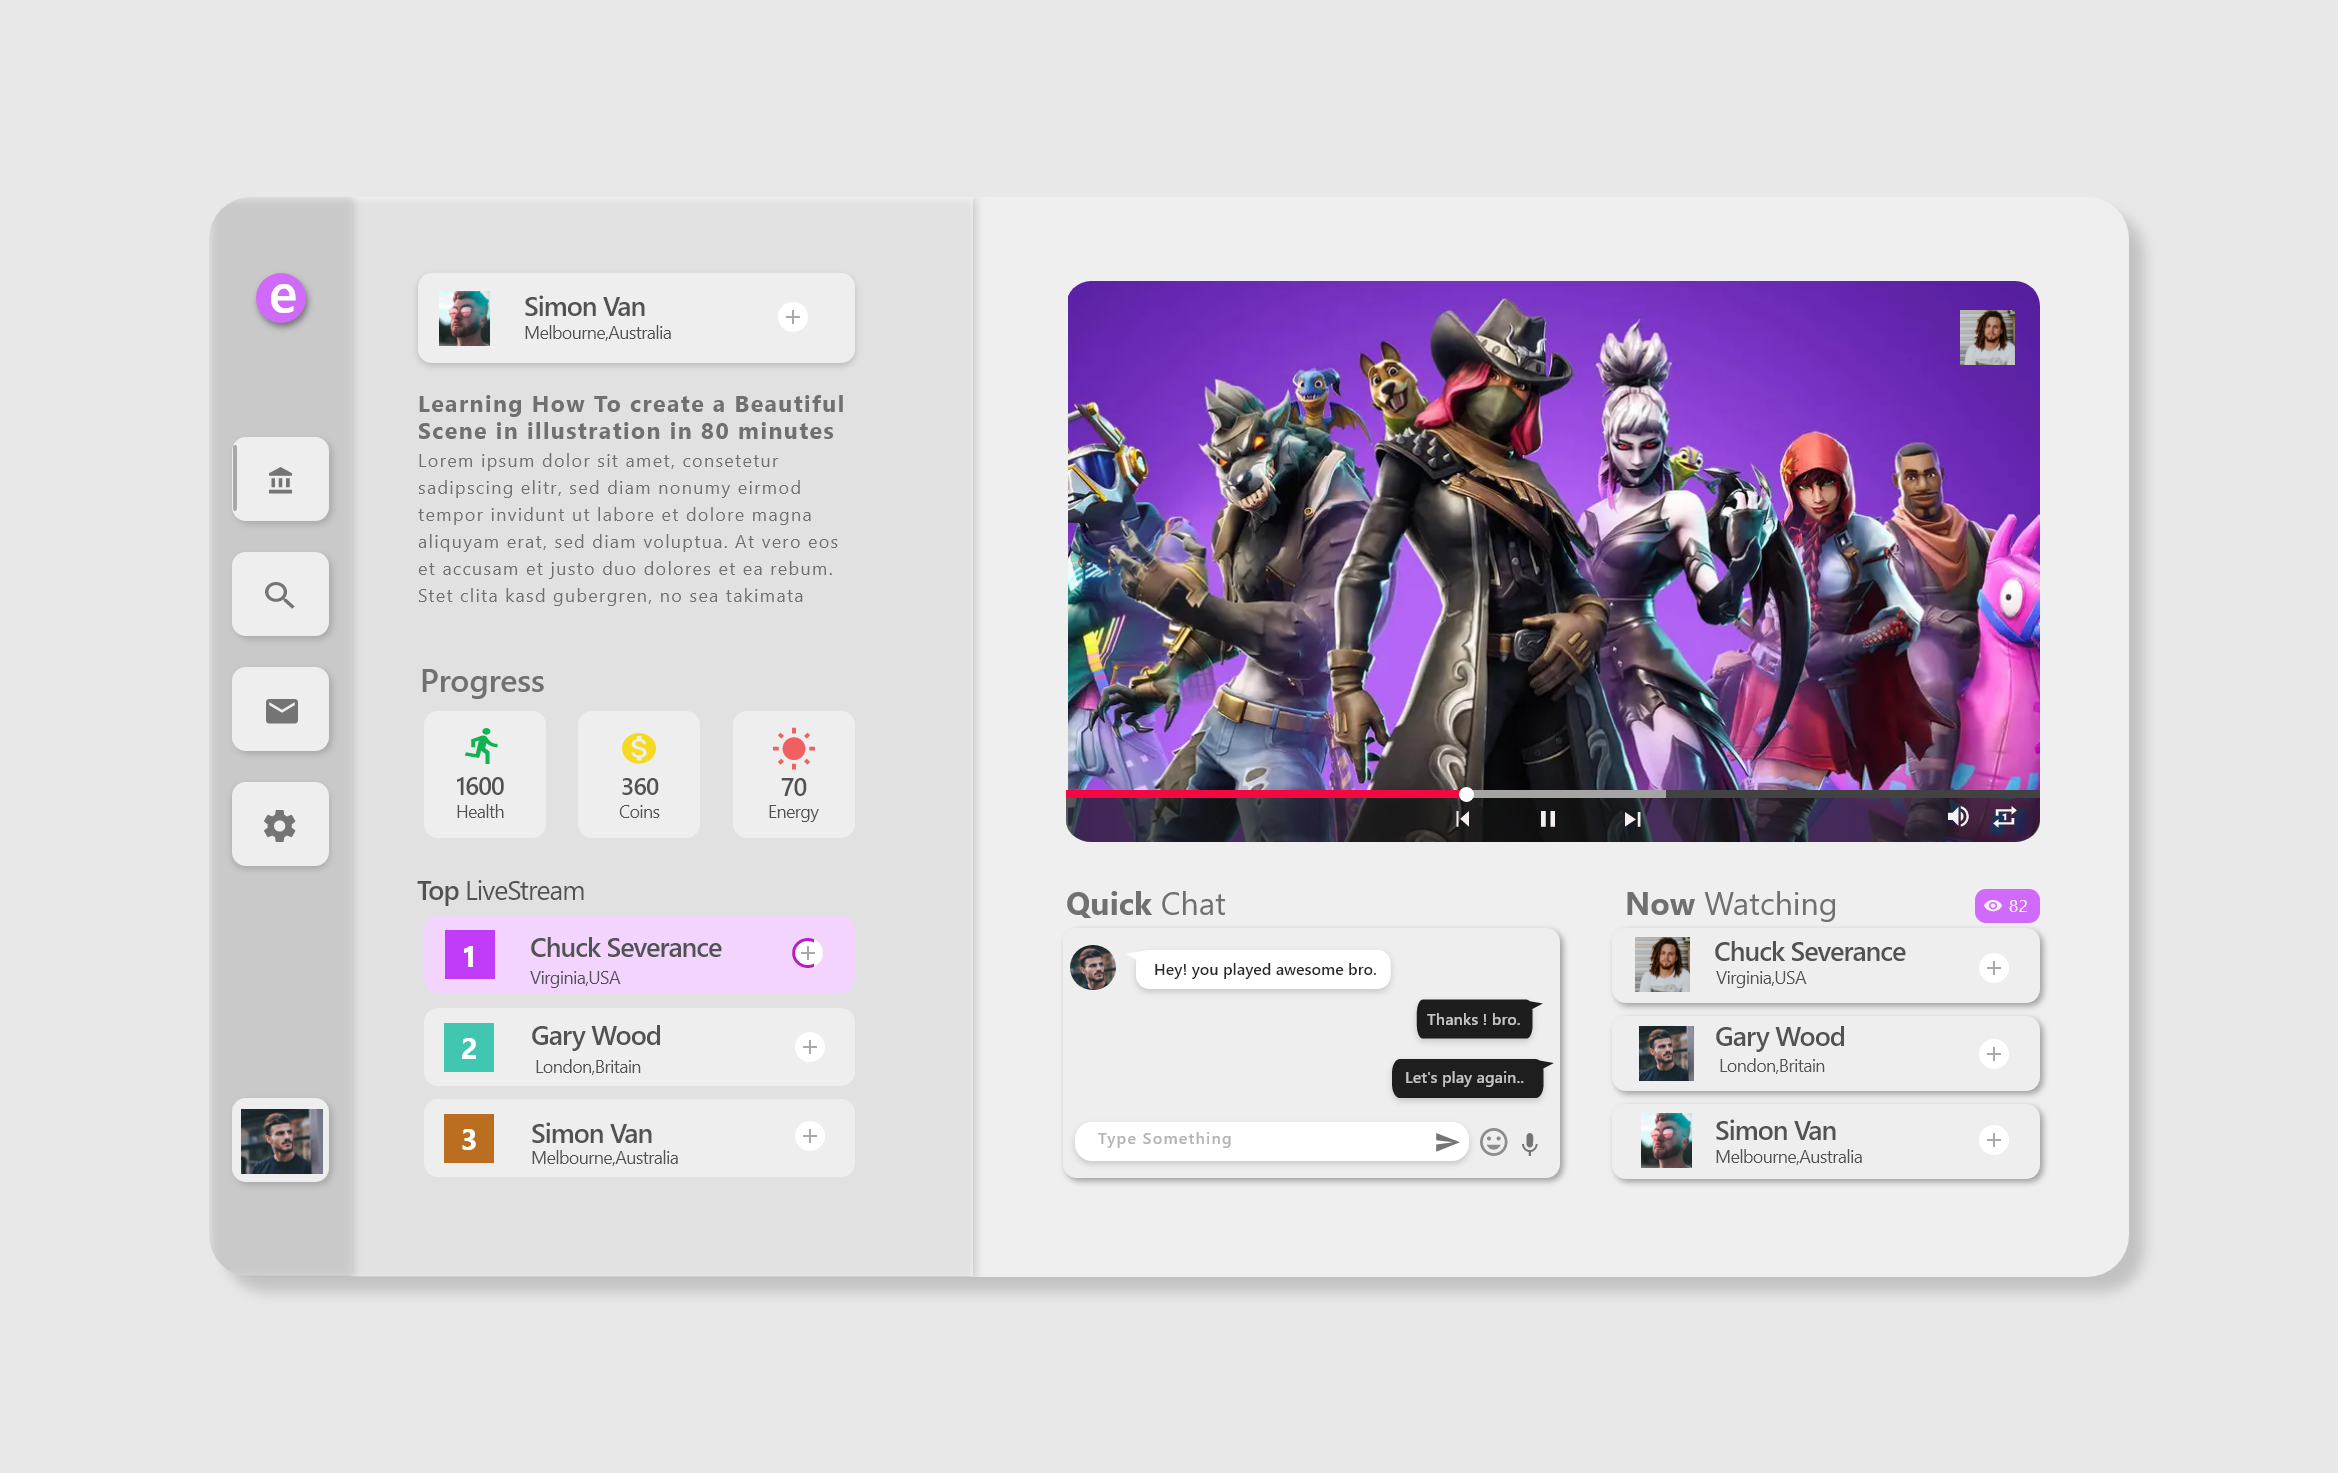 e
Simon Van
Melbourne,Australia
Learning How To create a Beautiful
Scene in illustration in 80 minutes
Lorem ipsum dolor sit amet, consetetur
sadipscing elitr, sed diam nonumy eirmod
tempor invidunt ut labore et dolore magna
aliquyam erat, sed diam voluptua. At vero eos
et accusam et justo duo dolores et ea rebum.
Stet clita kasd gubergren, no sea takimata
Progress
1600
Health
$
360
Coins
70
Energy
Top LiveStream
1
Chuck Severance
Virginia,USA
2
Gary Wood
London,Britain
3
Simon Van
Melbourne,Australia
1
Quick Chat
Hey! you played awesome bro.
Thanks ! bro.
Let's play again..
Type Something
Now Watching
82
Chuck Severance
Virginia,USA
Gary Wood
London,Britain
Simon Van
Melbourne,Australia